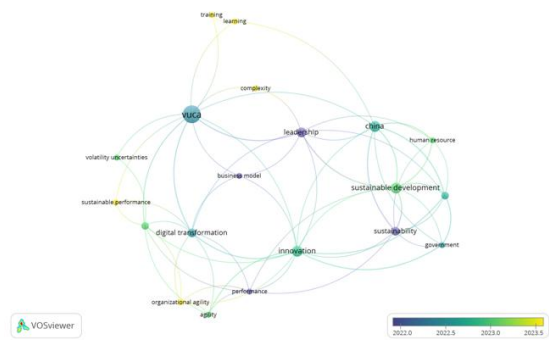 training
learning
complexity
vuca
china
leadership
human resource
volatility uncertainties
business model
sustainable development
sustainable performance
digital transformation
sustainability
government
innovation
performance
organizational agility
agility
VOSviewer
2022.0 2022.5 2023.0 2023.5